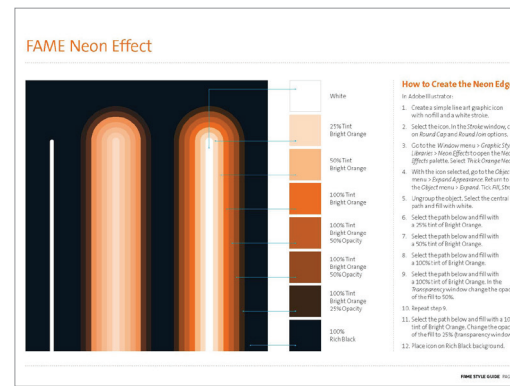 FAME Neon Effect
White
25% Tint
Bright Orange
50% Tint
Bright Orange
100% Tint
Bright Orange
100% Tint
Bright Orange
50% Opacity
100% Tint
Bright Orange
50% Opacity
100% Tint
Bright Orange
25% Opacity
100%
Rich Black
How to Create the Neon Edg
In Adobe Illustrator:
1. Create a simple line art graphic icon
with no fill and a white stroke.
2. Select the icon. In the Stroke window, c
on Round Cap and Round Join options.
3. Go to the Window menu > Graphic Sty
Libraries > Neon Effects to open the Neo
Effects palette. Select Thick Orange Neo
4. With the icon selected, go to the Objec
menu > Expand Appearance. Return to
the Object menu > Expand. Tick Fill, Str
5. Ungroup the object. Select the central
path and fill with white.
6. Select the path below and fill with
a 25% tint of Bright Orange.
7. Select the path below and fill with
a 50% tint of Bright Orange.
8. Select the path below and fill with
a 100% tint of Bright Orange.
9. Select the path below and fill with
a 100% tint of Bright Orange. In the
Transparency window change the opac
of the fill to 50%.
10. Repeat step 9.
11. Select the path below and fill with a 10
tint of Bright Orange. Change the opac
of the fill to 25% (transparency window
12. Place icon on Rich Black background.
FAME STYLE GUIDE PAG